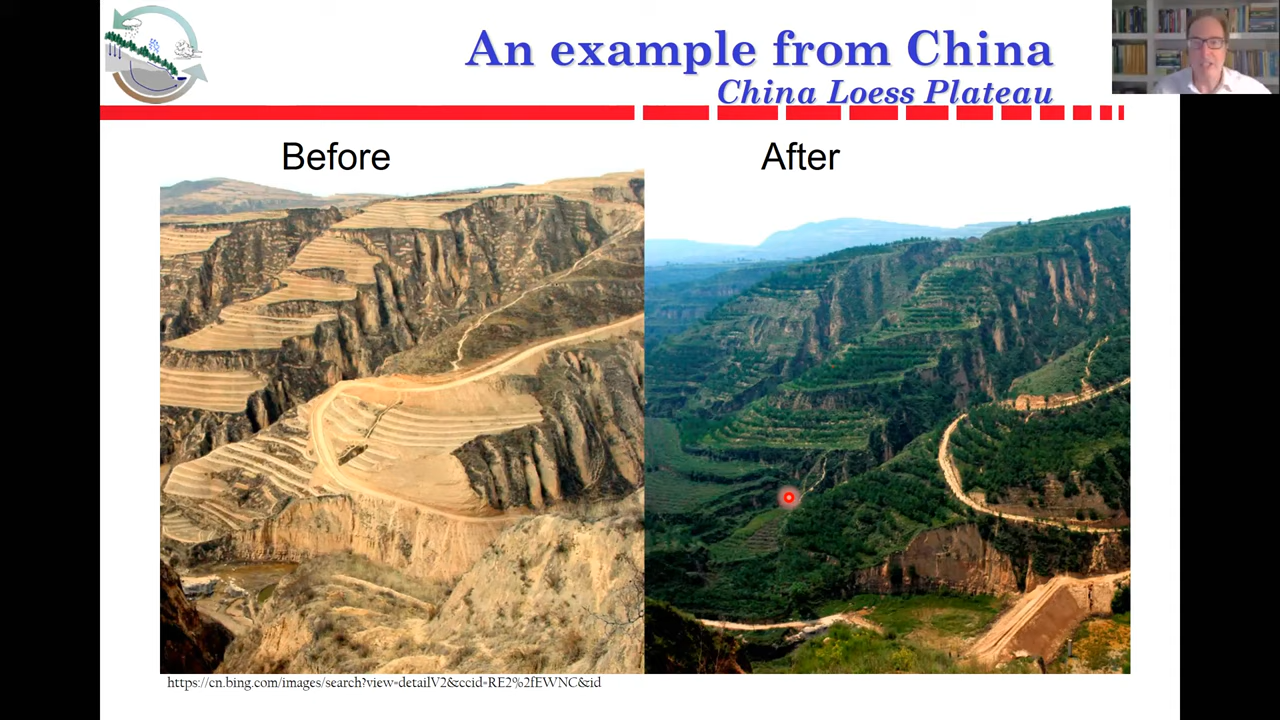 An example from China
China Loess Plateau
Before
After
https://cn.bing.com/images/search?view=detailV2&ccid=RE2%2fEWNC&id